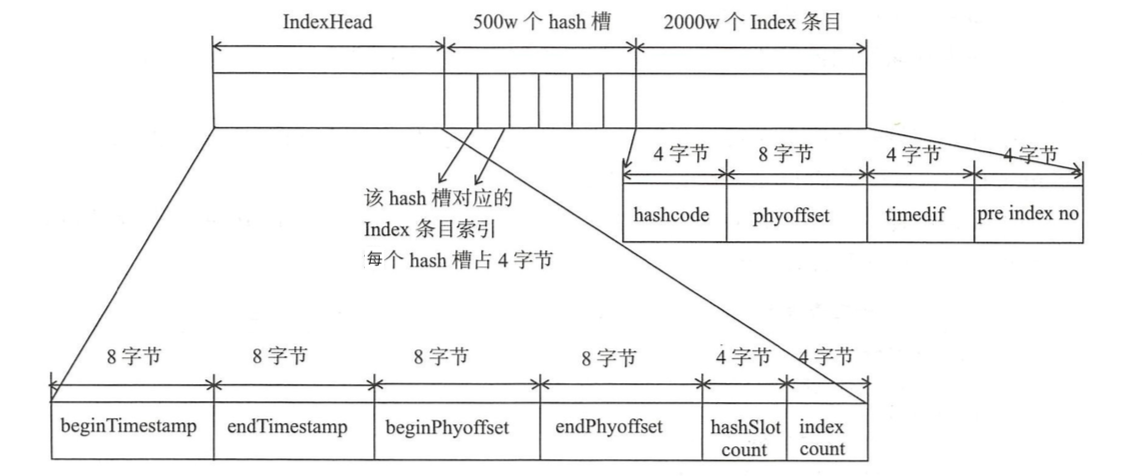 IndexHead
500w 个 hash 槽
2000w 个 Index 条目
4 字节
8 字节
4 字节
4 字节
hashcode
phyoffset
timedif
pre index no
该 hash 槽对应的
Index 条目索引
每个 hash 槽占 4 字节
8 字节
8 字节
8 字节
8 字节
4 字节
4 字节
beginTimestamp
endTimestamp
beginPhyoffset
endPhyoffset
hashSlot
count
index
count